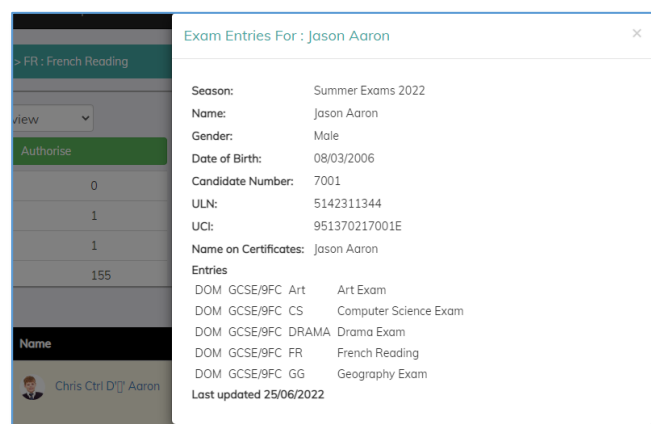 Exam Entries For : Jason Aaron
×
> FR : French Reading
view
Authorise
0
1
1
155
Name
Chris Ctrl D'▯' Aaron
Season: Summer Exams 2022
Name: Jason Aaron
Gender: Male
Date of Birth: 08/03/2006
Candidate Number: 7001
ULN: 5142311344
UCI: 951370217001E
Name on Certificates: Jason Aaron
Entries
DOM GCSE/9FC Art Art Exam
DOM GCSE/9FC CS Computer Science Exam
DOM GCSE/9FC DRAMA Drama Exam
DOM GCSE/9FC FR French Reading
DOM GCSE/9FC GG Geography Exam
Last updated 25/06/2022